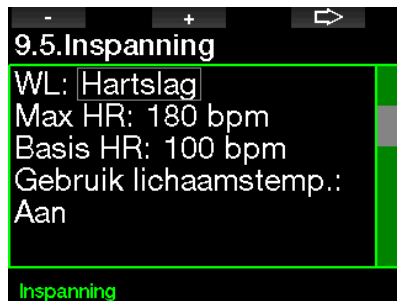 - + 
9.5.Inspanning
WL: Hartslag
Max HR: 180 bpm
Basis HR: 100 bpm
Gebruik lichaamstemp.:
Aan
Inspanning